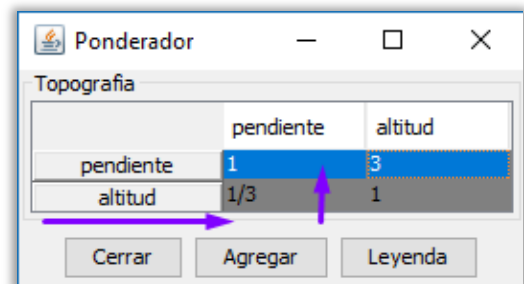 Ponderador
Topografia
pendiente altitud
pendiente 1 3
altitud 1/3 1
Cerrar Agregar Leyenda